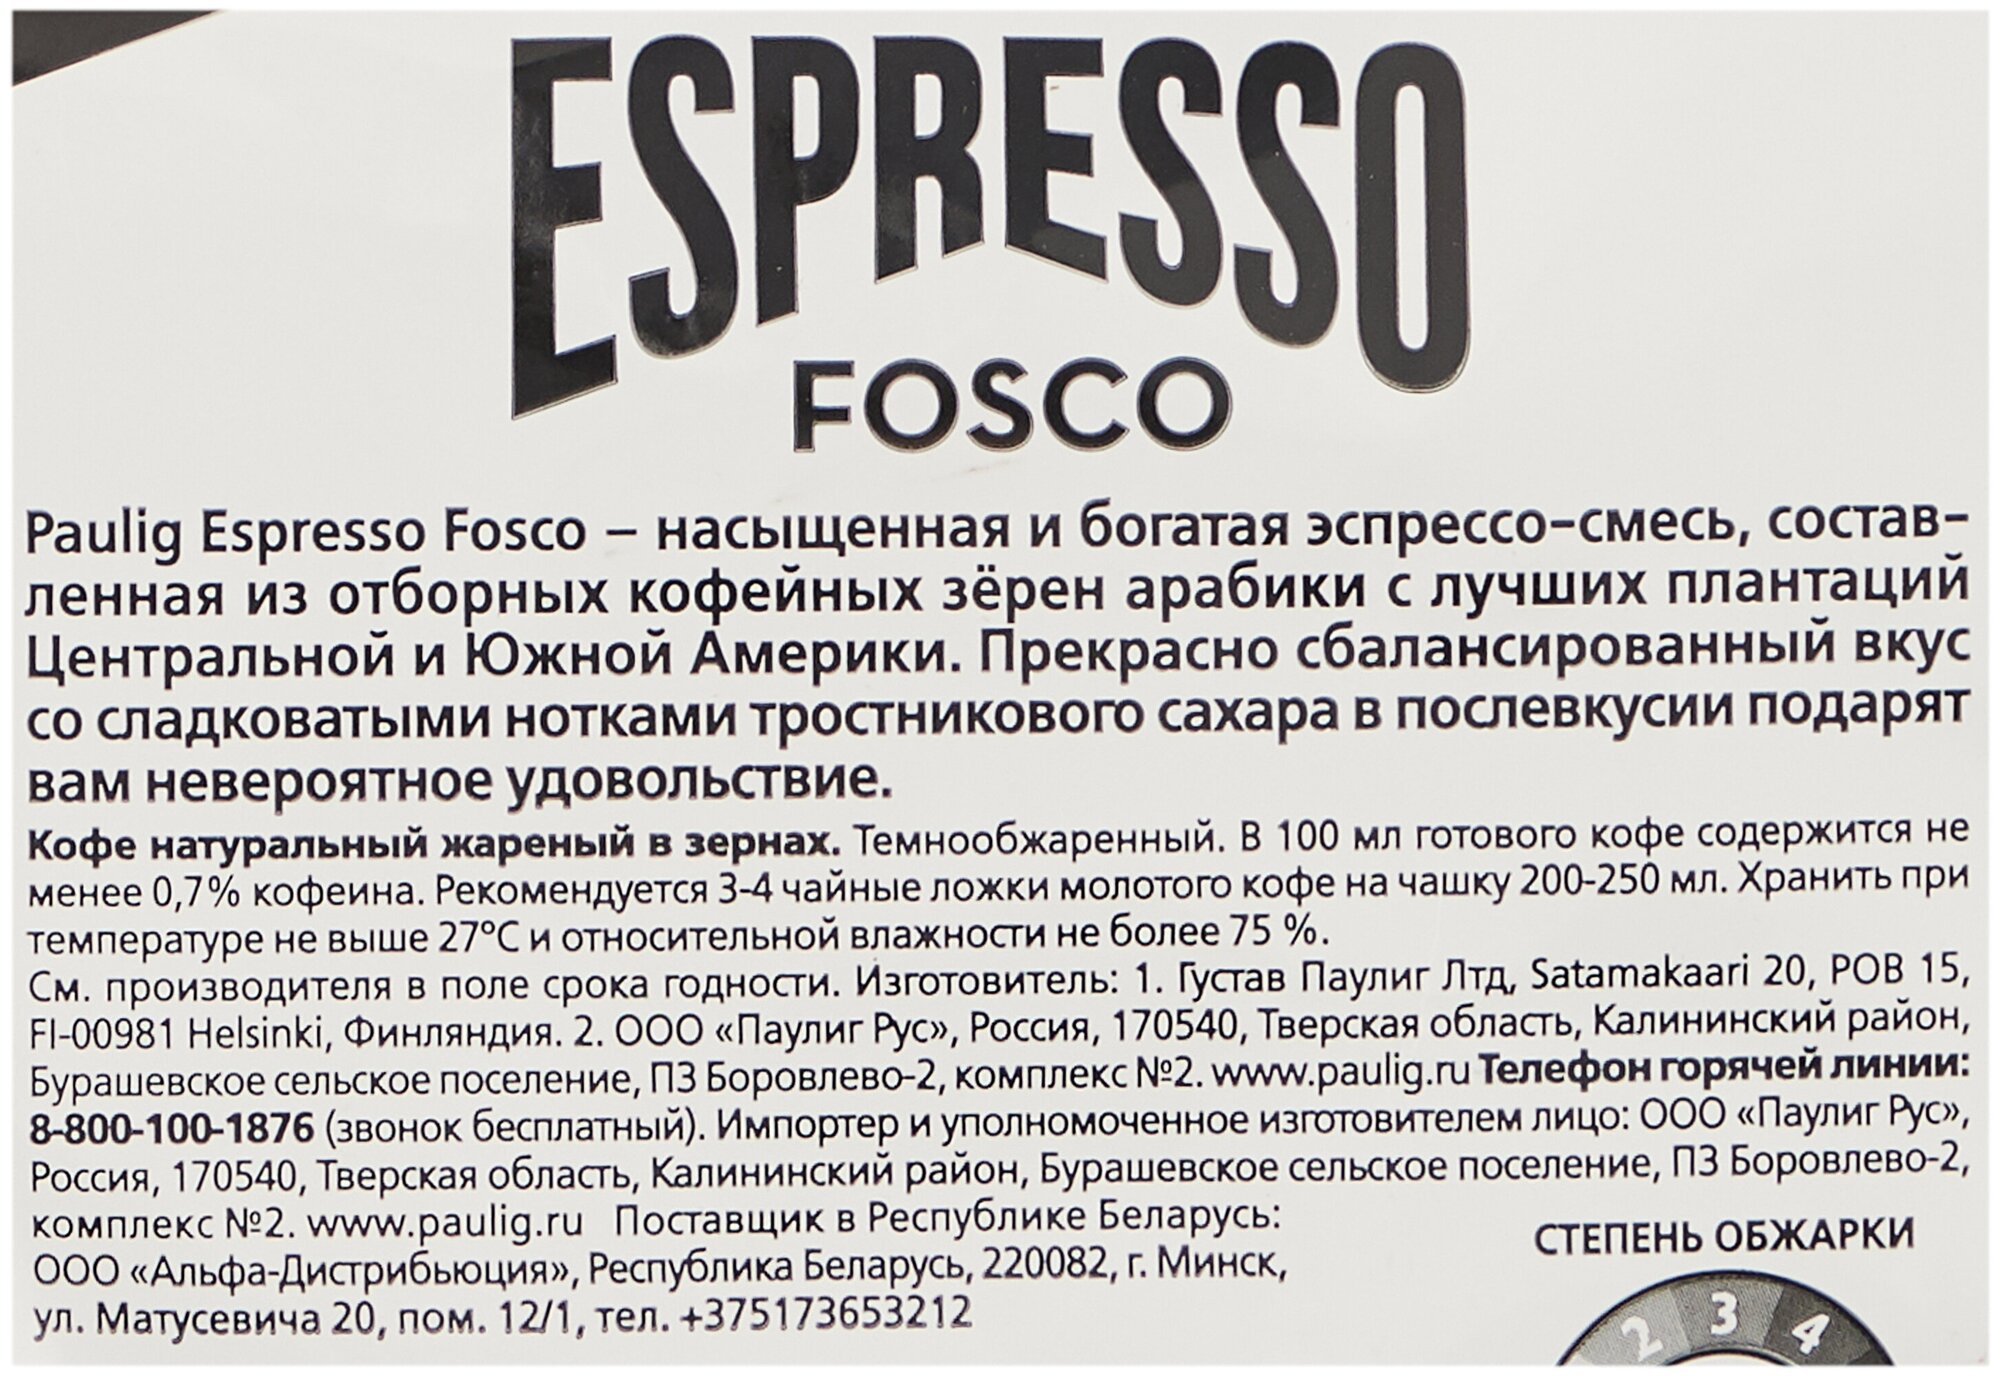 ESPRESSO
FOSCO
Paulig Espresso Fosco – насыщенная и богатая эспрессо-смесь, состав-
ленная из отборных кофейных зёрен арабики с лучших плантаций
Центральной и Южной Америки. Прекрасно сбалансированный вкус
со сладковатыми нотками тростникового сахара в послевкусии подарят
вам невероятное удовольствие.
Кофе натуральный жареный в зернах. Темнообжаренный. В 100 мл готового кофе содержится не
менее 0,7% кофеина. Рекомендуется 3-4 чайные ложки молотого кофе на чашку 200-250 мл. Хранить при
температуре не выше 27°С и относительной влажности не более 75 %.
См. производителя в поле срока годности. Изготовитель: 1. Густав Паулиг Лтд, Satamakaari 20, POB 15,
FI-00981 Helsinki, Финляндия. 2. ООО «Паулиг Рус», Россия, 170540, Тверская область, Калининский район,
Бурашевское сельское поселение, ПЗ Боровлево-2, комплекс №2. www.paulig.ru Телефон горячей линии:
8-800-100-1876 (звонок бесплатный). Импортер и уполномоченное изготовителем лицо: ООО «Паулиг Рус»,
Россия, 170540, Тверская область, Калининский район, Бурашевское сельское поселение, ПЗ Боровлево-2,
комплекс №2. www.paulig.ru Поставщик в Республике Беларусь:
ООО «Альфа-Дистрибьюция», Республика Беларусь, 220082, г. Минск,
ул. Матусевича 20, пом. 12/1, тел. +375173653212
СТЕПЕНЬ ОБЖАРКИ
2 3 4